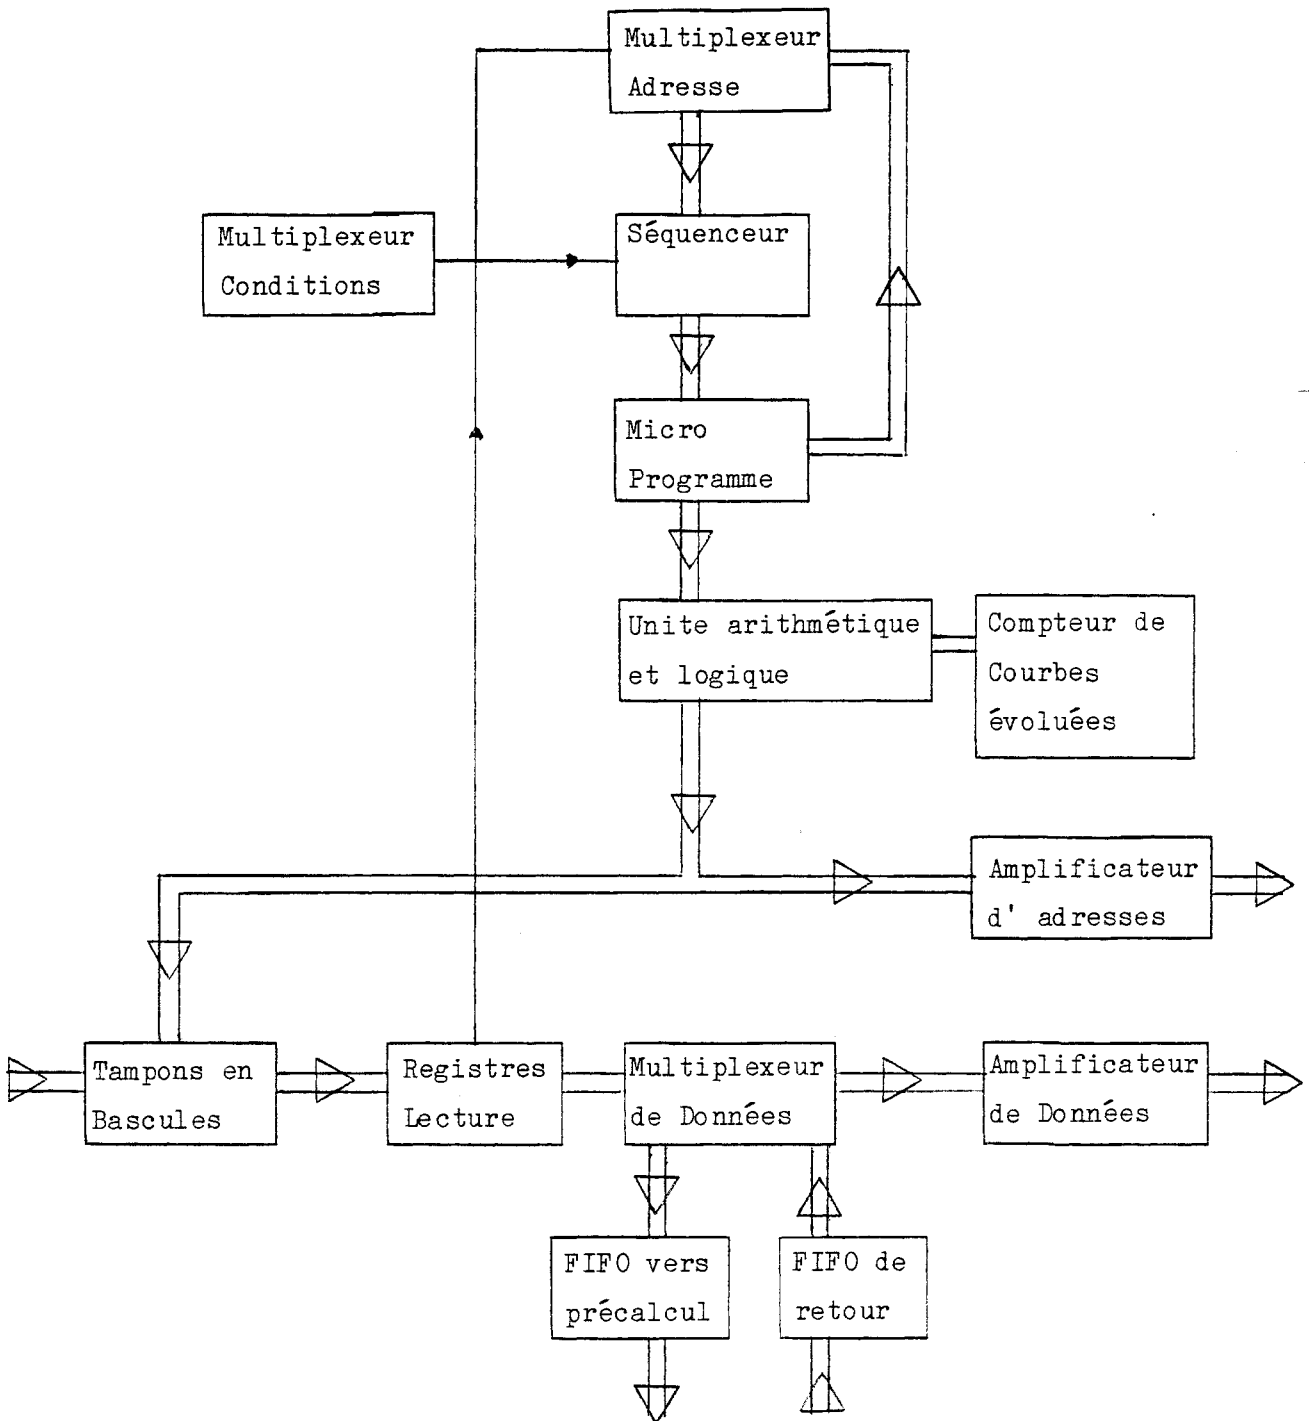 Multiplexeur
Adresse
Multiplexeur
Conditions
Séquenceur
Micro
Programme
Unite arithmétique
et logique
Compteur de
Courbes
évoluées
Amplificateur
d' adresses
Tampons en
Bascules
Registres
Lecture
Multiplexeur
de Données
Amplificateur
de Données
FIFO vers
précalcul
FIFO de
retour